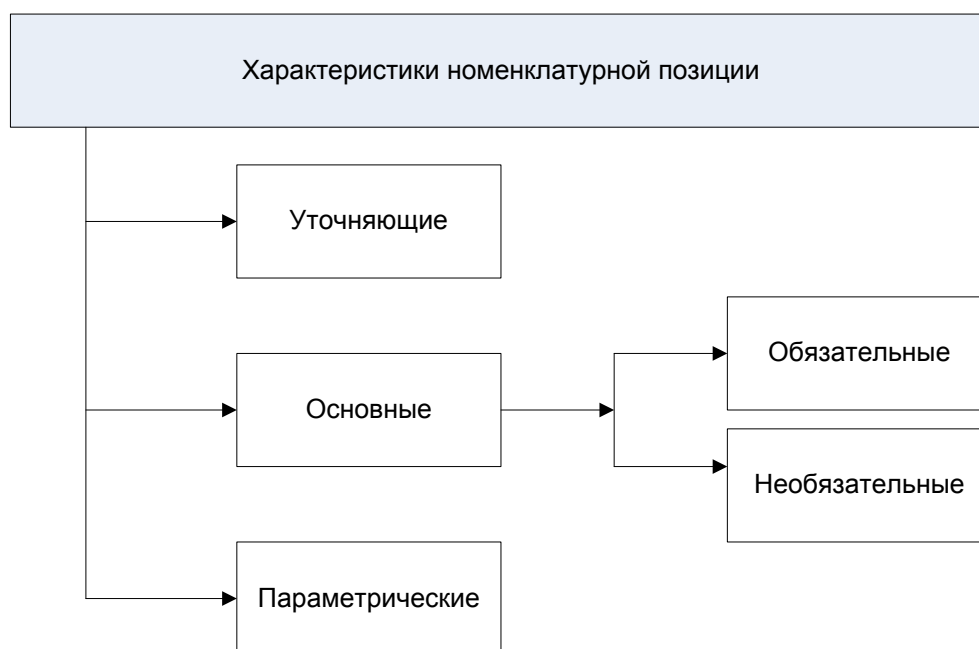 Характеристики номенклатурной позиции
Уточняющие
Основные
Обязательные
Необязательные
Параметрические